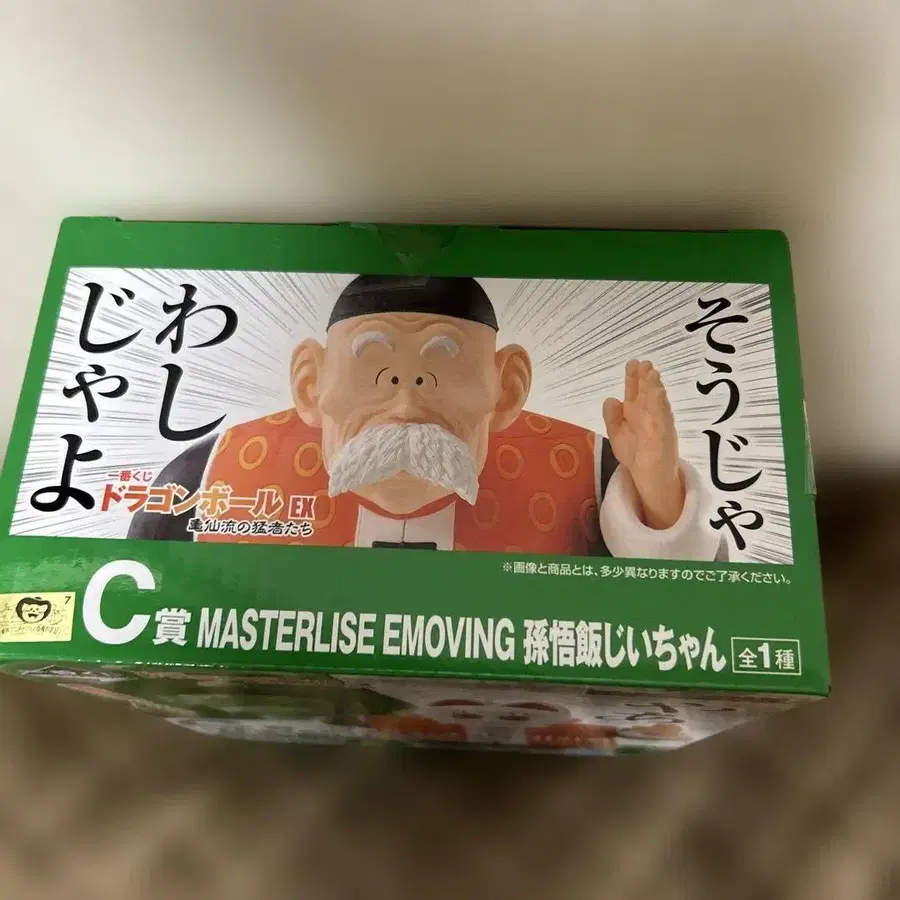 そうじゃ
わし
じゃよ
一番くじ
ドラゴンボール EX
亀仙流の猛者たち
※画像と商品とは、多少異なりますのでご了承ください。
C賞 MASTERLISE EMOVING 孫悟飯じいちゃん 全1種
7